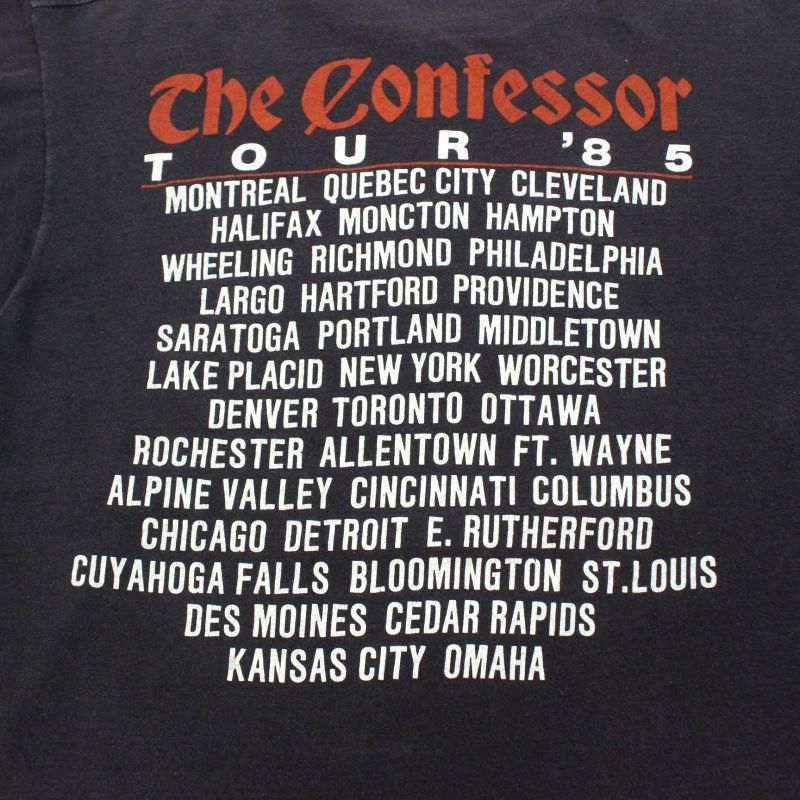 The Confessor
TOUR '85
MONTREAL QUEBEC CITY CLEVELAND
HALIFAX MONCTON HAMPTON
WHEELING RICHMOND PHILADELPHIA
LARGO HARTFORD PROVIDENCE
SARATOGA PORTLAND MIDDLETOWN
LAKE PLACID NEW YORK WORCESTER
DENVER TORONTO OTTAWA
ROCHESTER ALLENTOWN FT. WAYNE
ALPINE VALLEY CINCINNATI COLUMBUS
CHICAGO DETROIT E. RUTHERFORD
CUYAHOGA FALLS BLOOMINGTON ST.LOUIS
DES MOINES CEDAR RAPIDS
KANSAS CITY OMAHA